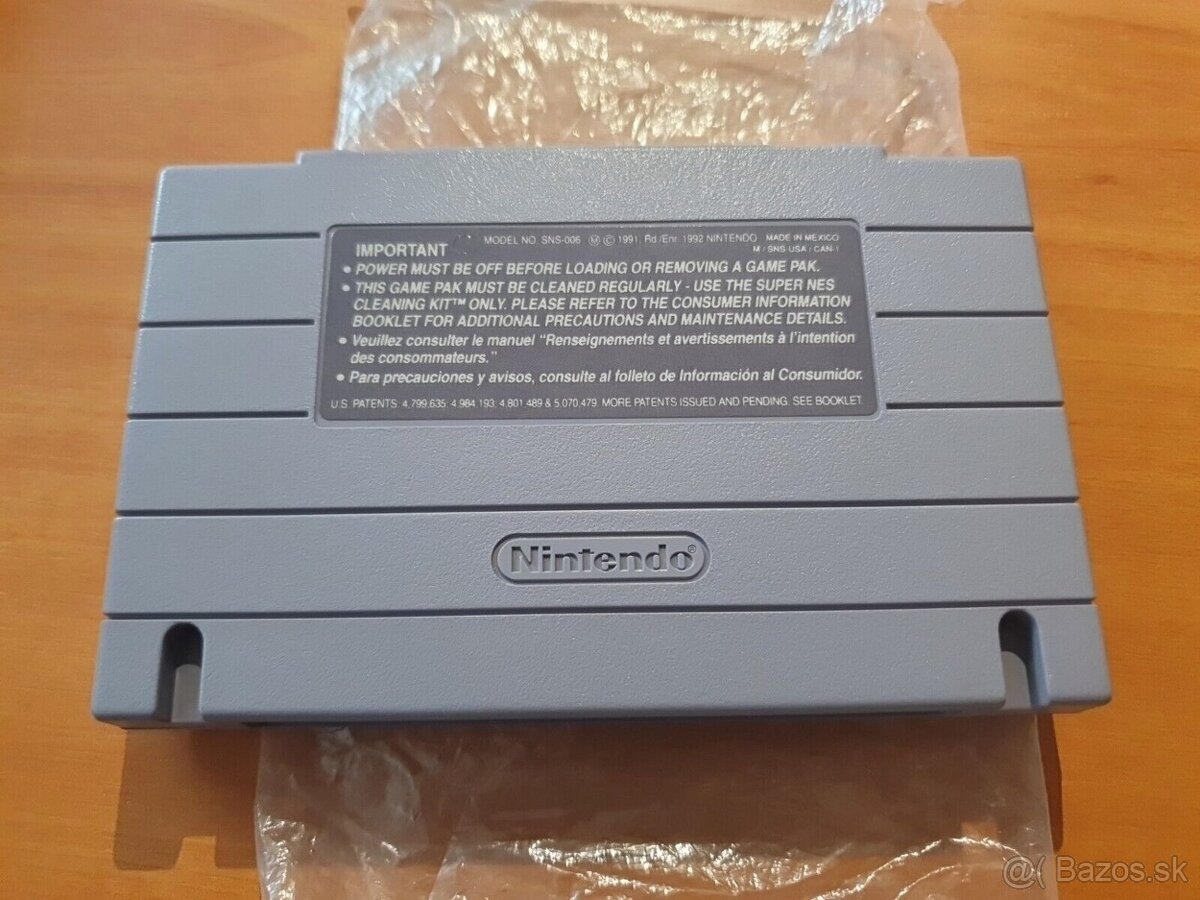 IMPORTANT MODEL NO. SNS-006 Ⓜ © 1991, Rd./Enr. 1992 NINTENDO MADE IN MEXICO
M / SNS-USA / CAN-1
• POWER MUST BE OFF BEFORE LOADING OR REMOVING A GAME PAK.
• THIS GAME PAK MUST BE CLEANED REGULARLY - USE THE SUPER NES
CLEANING KIT™ ONLY. PLEASE REFER TO THE CONSUMER INFORMATION
BOOKLET FOR ADDITIONAL PRECAUTIONS AND MAINTENANCE DETAILS.
• Veuillez consulter le manuel "Renseignements et avertissements à l'intention
des consommateurs."
• Para precauciones y avisos, consulte al folleto de Información al Consumidor.
U.S. PATENTS: 4,799,635; 4,984,193; 4,801,489 & 5,070,479. MORE PATENTS ISSUED AND PENDING. SEE BOOKLET.
Nintendo®
@( Bazos.sk